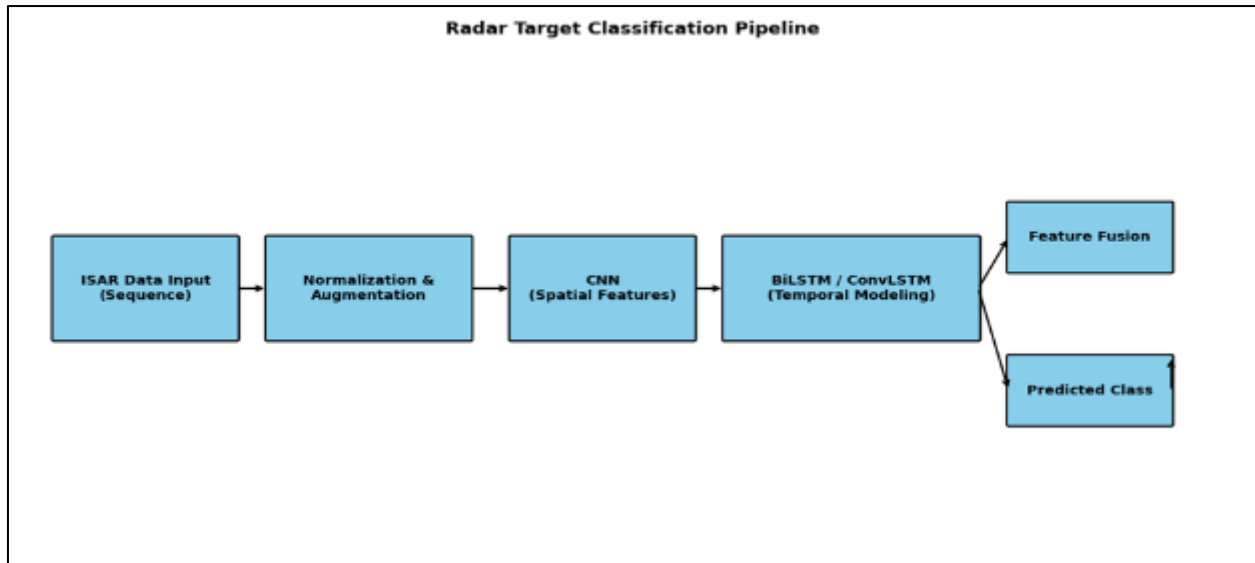 Radar Target Classification Pipeline
ISAR Data Input
(Sequence)
Normalization &
Augmentation
CNN
(Spatial Features)
BiLSTM / ConvLSTM
(Temporal Modeling)
Feature Fusion
Predicted Class